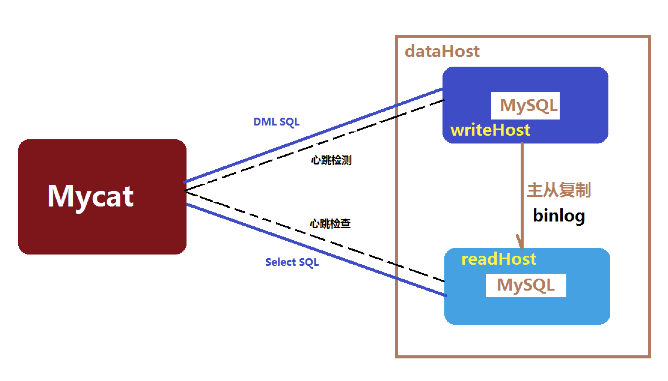 dataHost
MySQL
writeHost
DML SQL
心跳检测
Mycat
主从复制
binlog
心跳检查
Select SQL
readHost
MySQL